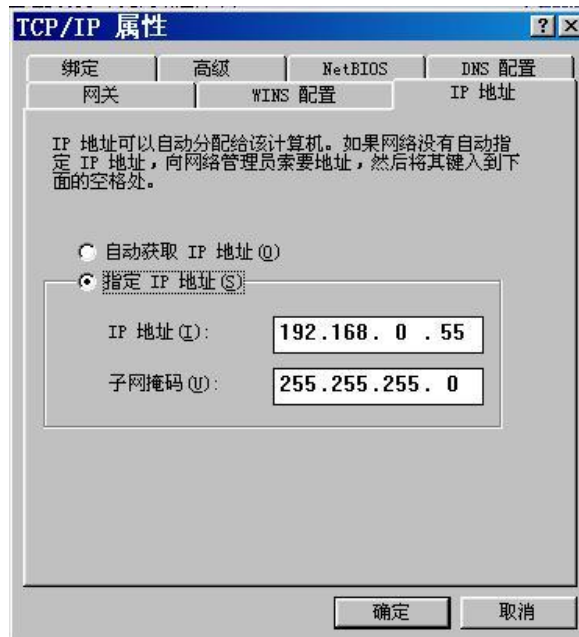 TCP/IP 属性
绑定 高级 NetBIOS DNS 配置
网关 WINS 配置 IP 地址
IP 地址可以自动分配给该计算机。如果网络没有自动指
定 IP 地址，向网络管理员索要地址，然后将其键入到下
面的空格处。
自动获取 IP 地址(O)
指定 IP 地址(S)
IP 地址(I): 192.168. 0 .55
子网掩码(U): 255.255.255. 0
确定 取消